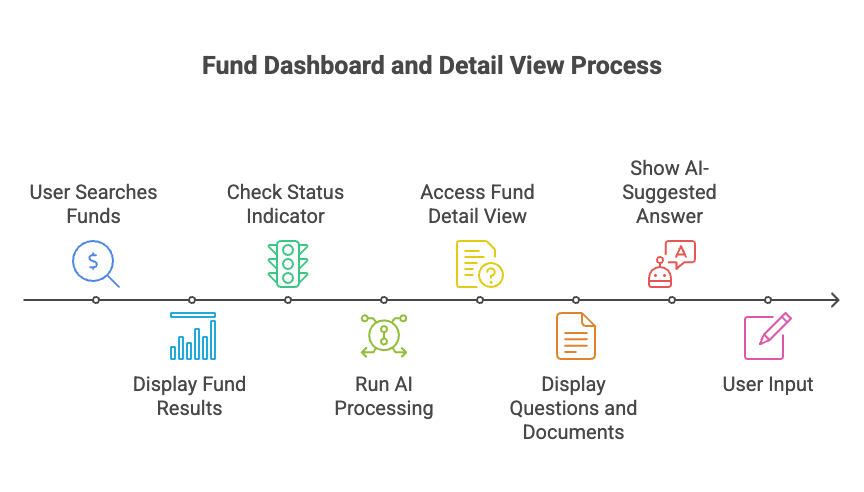 Fund Dashboard and Detail View Process
User Searches
Funds
$
Display Fund
Results
Check Status
Indicator
Run AI
Processing
Access Fund
Detail View
?
Display
Questions and
Documents
Show AI-
Suggested
Answer
A
User Input